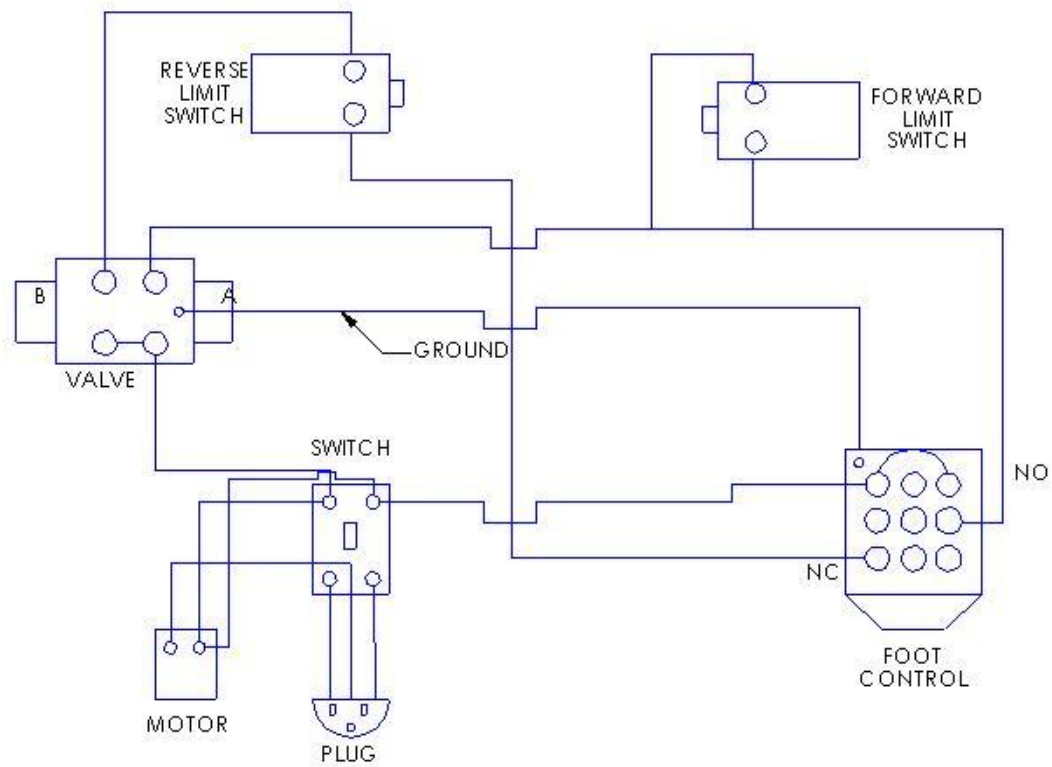 REVERSE
LIMIT
SWITCH
FORWARD
LIMIT
SWITCH
B
A
GROUND
VALVE
SWITCH
NO
NC
FOOT
CONTROL
MOTOR
PLUG